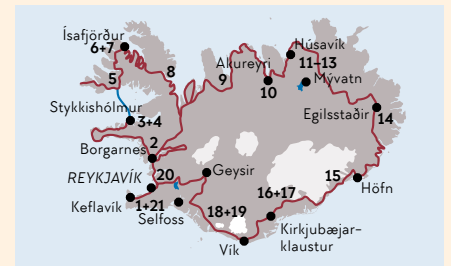 Ísafjörður
6+7
Húsavík
Akureyri
11–13
5
8
9
10
Mývatn
Stykkishólmur
3+4
Egilsstaðir
14
Borgarnes
2
REYKJAVÍK
20
Geysir
15
Höfn
Keflavík
1+21
Selfoss
18+19
16+17
Kirkjubæjar-
klaustur
Vík